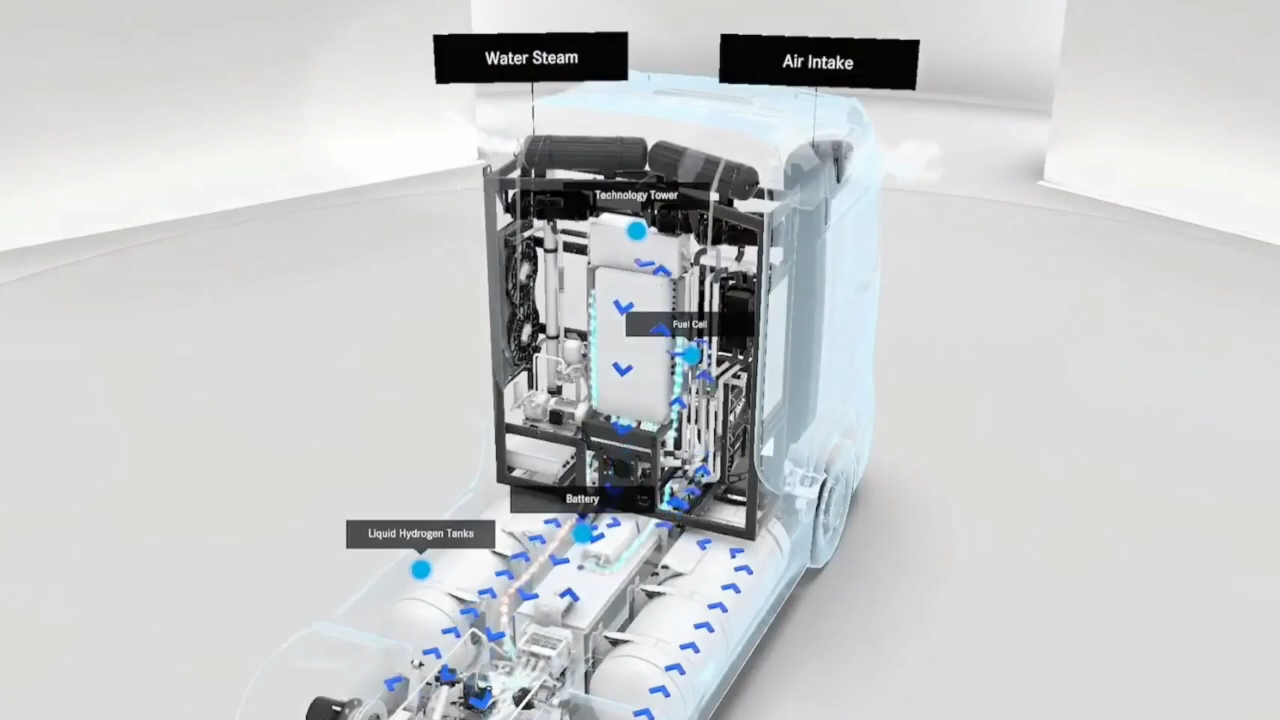 Water Steam
Air Intake
Technology Tower
Fuel Cell
Battery
Liquid Hydrogen Tanks